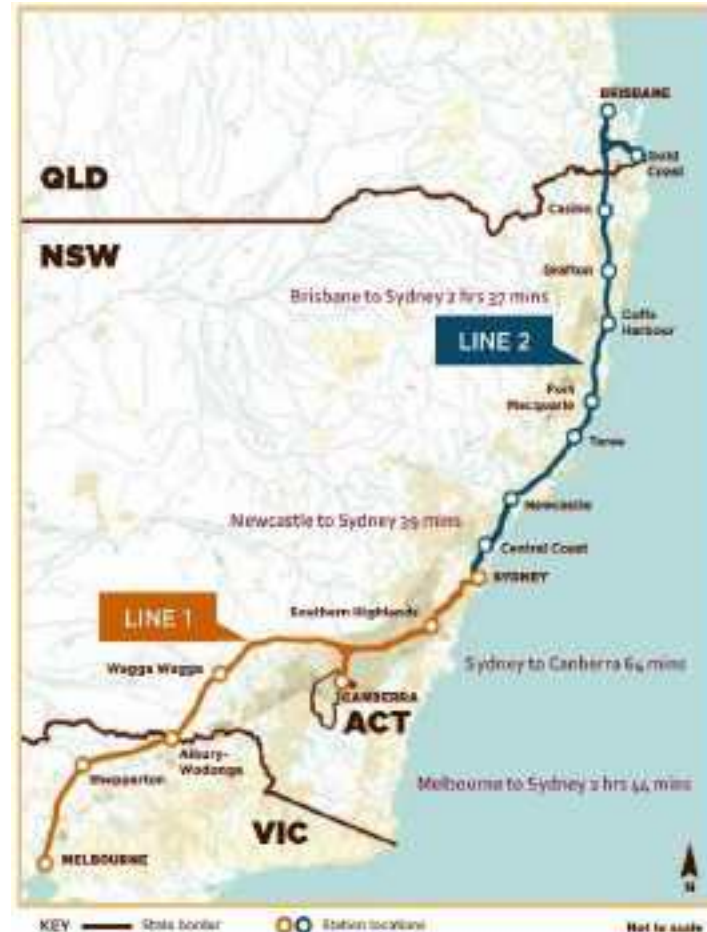 BRISBANE
Gold
Coast
QLD
Casino
NSW
Grafton
Brisbane to Sydney 2 hrs 37 mins
Coffs
Harbour
LINE 2
Port
Macquarie
Taree
Newcastle
Newcastle to Sydney 39 mins
Central Coast
SYDNEY
LINE 1
Southern Highlands
Wagga Wagga
Sydney to Canberra 64 mins
CANBERRA
ACT
Albury-
Wodonga
Shepparton
Melbourne to Sydney 2 hrs 44 mins
VIC
MELBOURNE
N
KEY State border Station locations Not to scale